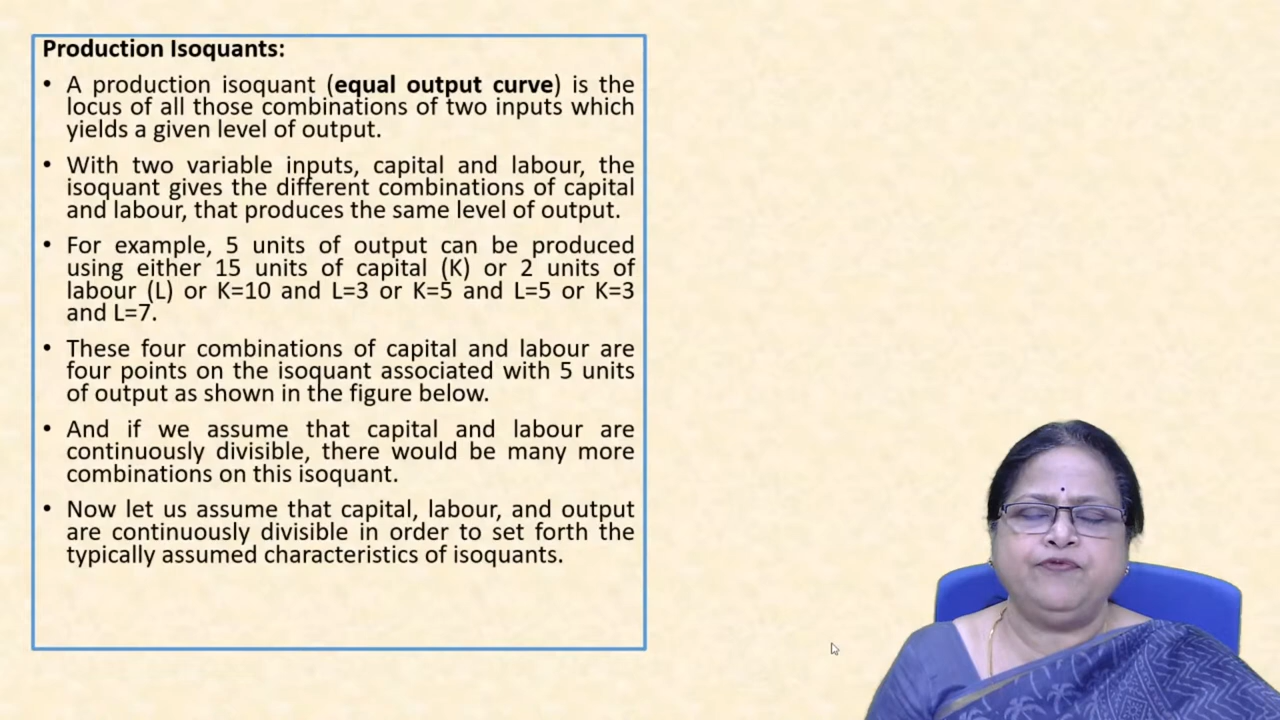 Production Isoquants:
• A production isoquant (equal output curve) is the
locus of all those combinations of two inputs which
yields a given level of output.
• With two variable inputs, capital and labour, the
isoquant gives the different combinations of capital
and labour, that produces the same level of output.
• For example, 5 units of output can be produced
using either 15 units of capital (K) or 2 units of
labour (L) or K=10 and L=3 or K=5 and L=5 or K=3
and L=7.
• These four combinations of capital and labour are
four points on the isoquant associated with 5 units
of output as shown in the figure below.
• And if we assume that capital and labour are
continuously divisible, there would be many more
combinations on this isoquant.
• Now let us assume that capital, labour, and output
are continuously divisible in order to set forth the
typically assumed characteristics of isoquants.